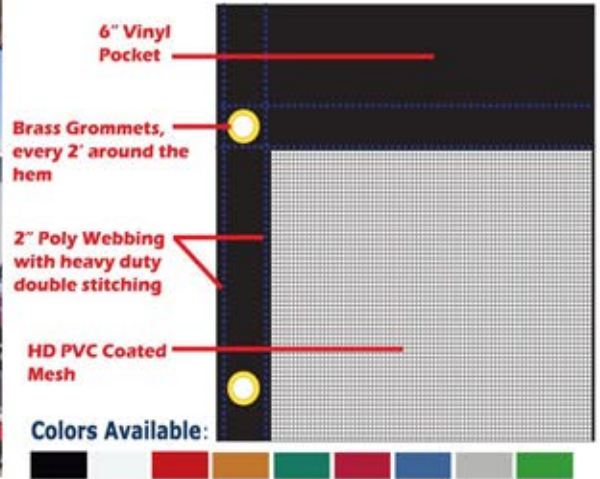 6" Vinyl
Pocket
Brass Grommets,
every 2' around the
hem
2" Poly Webbing
with heavy duty
double stitching
HD PVC Coated
Mesh
Colors Available: